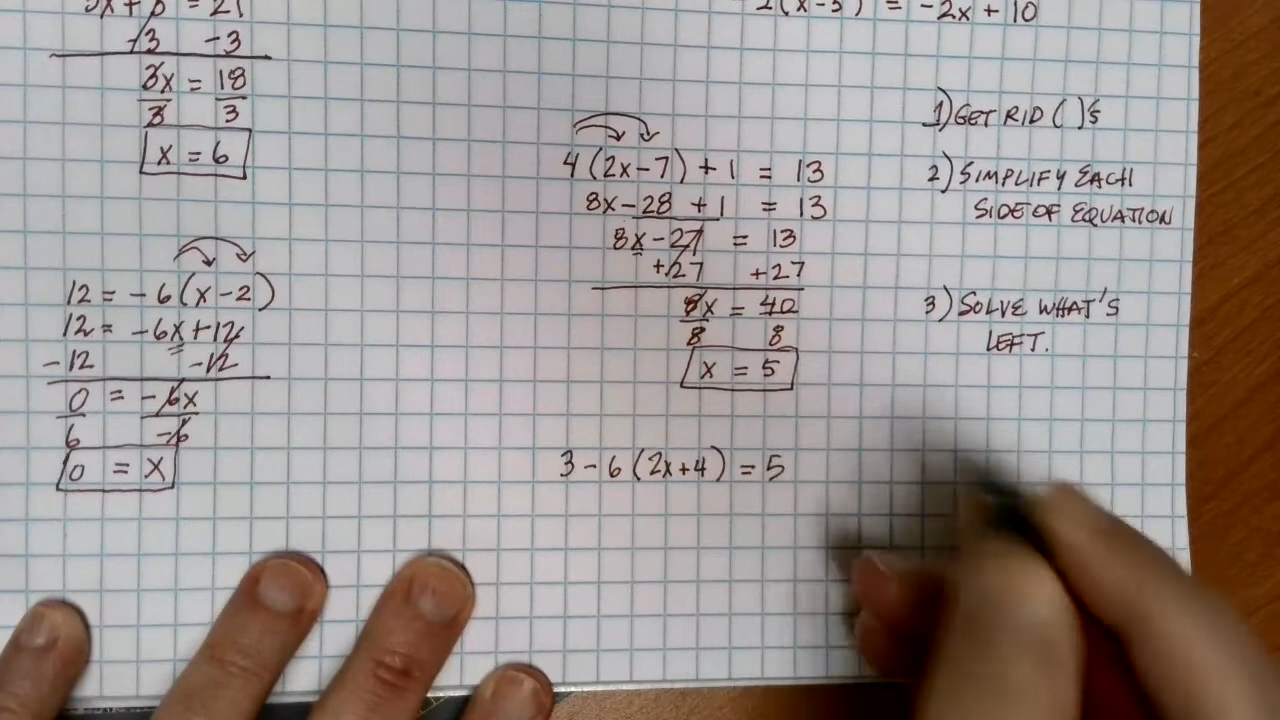 3x + 3 = 21
-3 -3
3x = 18
3 3
x = 6
12 = -6(x-2)
12 = -6x+12
-12 -12
0 = -6x
6 -6
0 = x
-2(x-5) = -2x + 10
4(2x-7) + 1 = 13
8x-28 + 1 = 13
8x-27 = 13
+27 +27
8x = 40
8 8
x = 5
3-6(2x+4) = 5
1) GET RID ( )'s
2) SIMPLIFY EACH
SIDE OF EQUATION
3) SOLVE WHAT'S
LEFT.